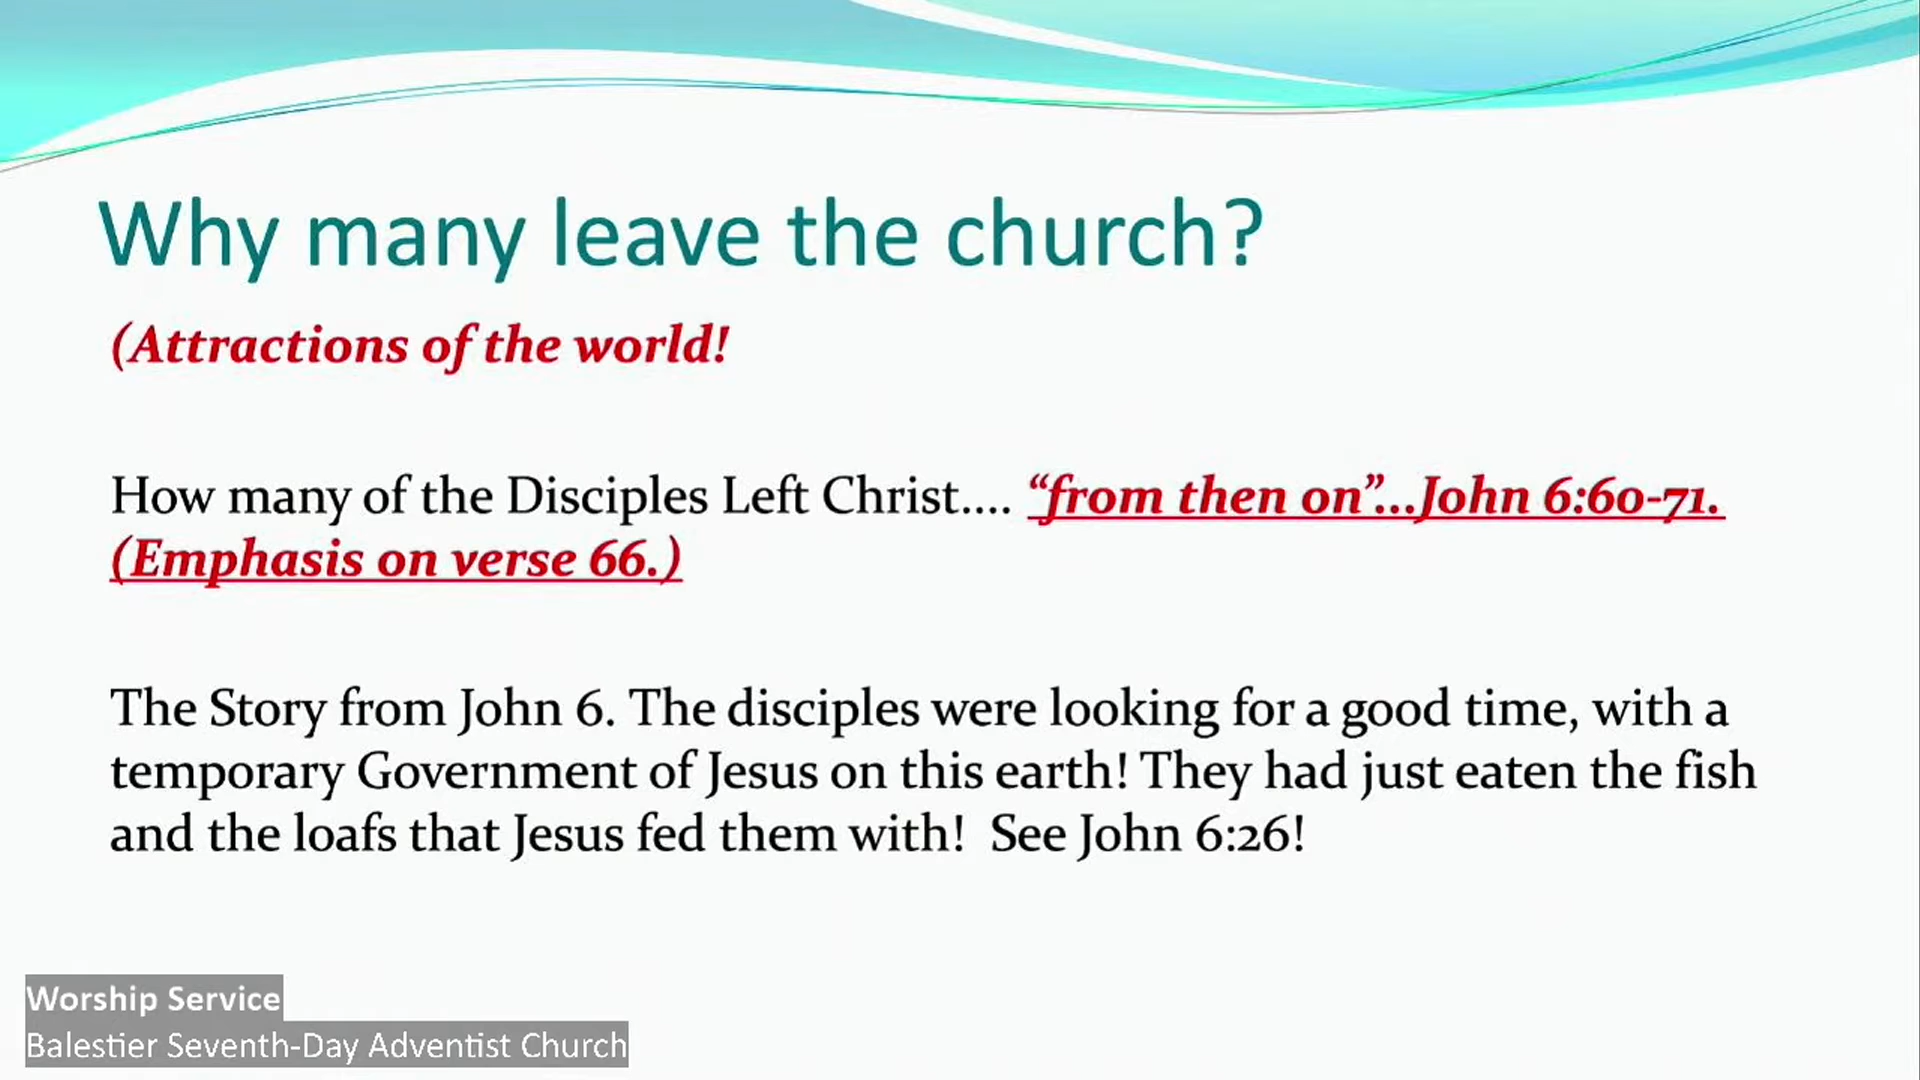 Why many leave the church?
(Attractions of the world!
How many of the Disciples Left Christ.... “from then on”...John 6:60-71.
(Emphasis on verse 66.)
The Story from John 6. The disciples were looking for a good time, with a
temporary Government of Jesus on this earth! They had just eaten the fish
and the loafs that Jesus fed them with!  See John 6:26!
Worship Service
Balestier Seventh-Day Adventist Church